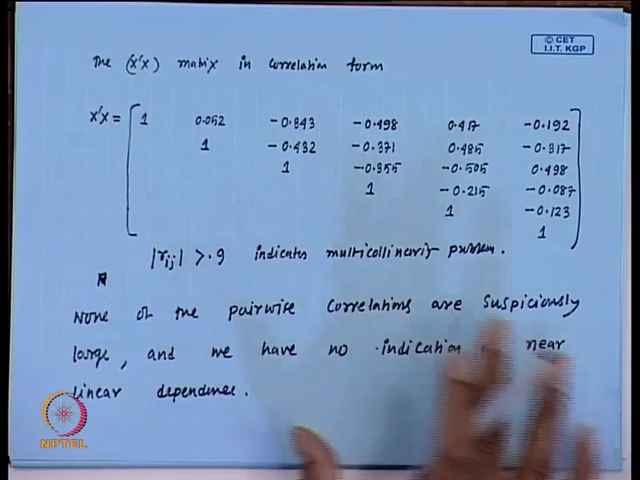 © CET
I.I.T. KGP
The (X'X) matrix in correlation form
X'X = 1 0.052 -0.343 -0.498 0.417 -0.192
1 -0.432 -0.371 0.485 -0.317
1 -0.355 -0.505 0.498
1 -0.215 -0.087
1 -0.123
1
|rij| > .9 indicates multicollinearity problem.
None of the pairwise correlations are suspiciously
large, and we have no indication near
linear dependence.
NPTEL